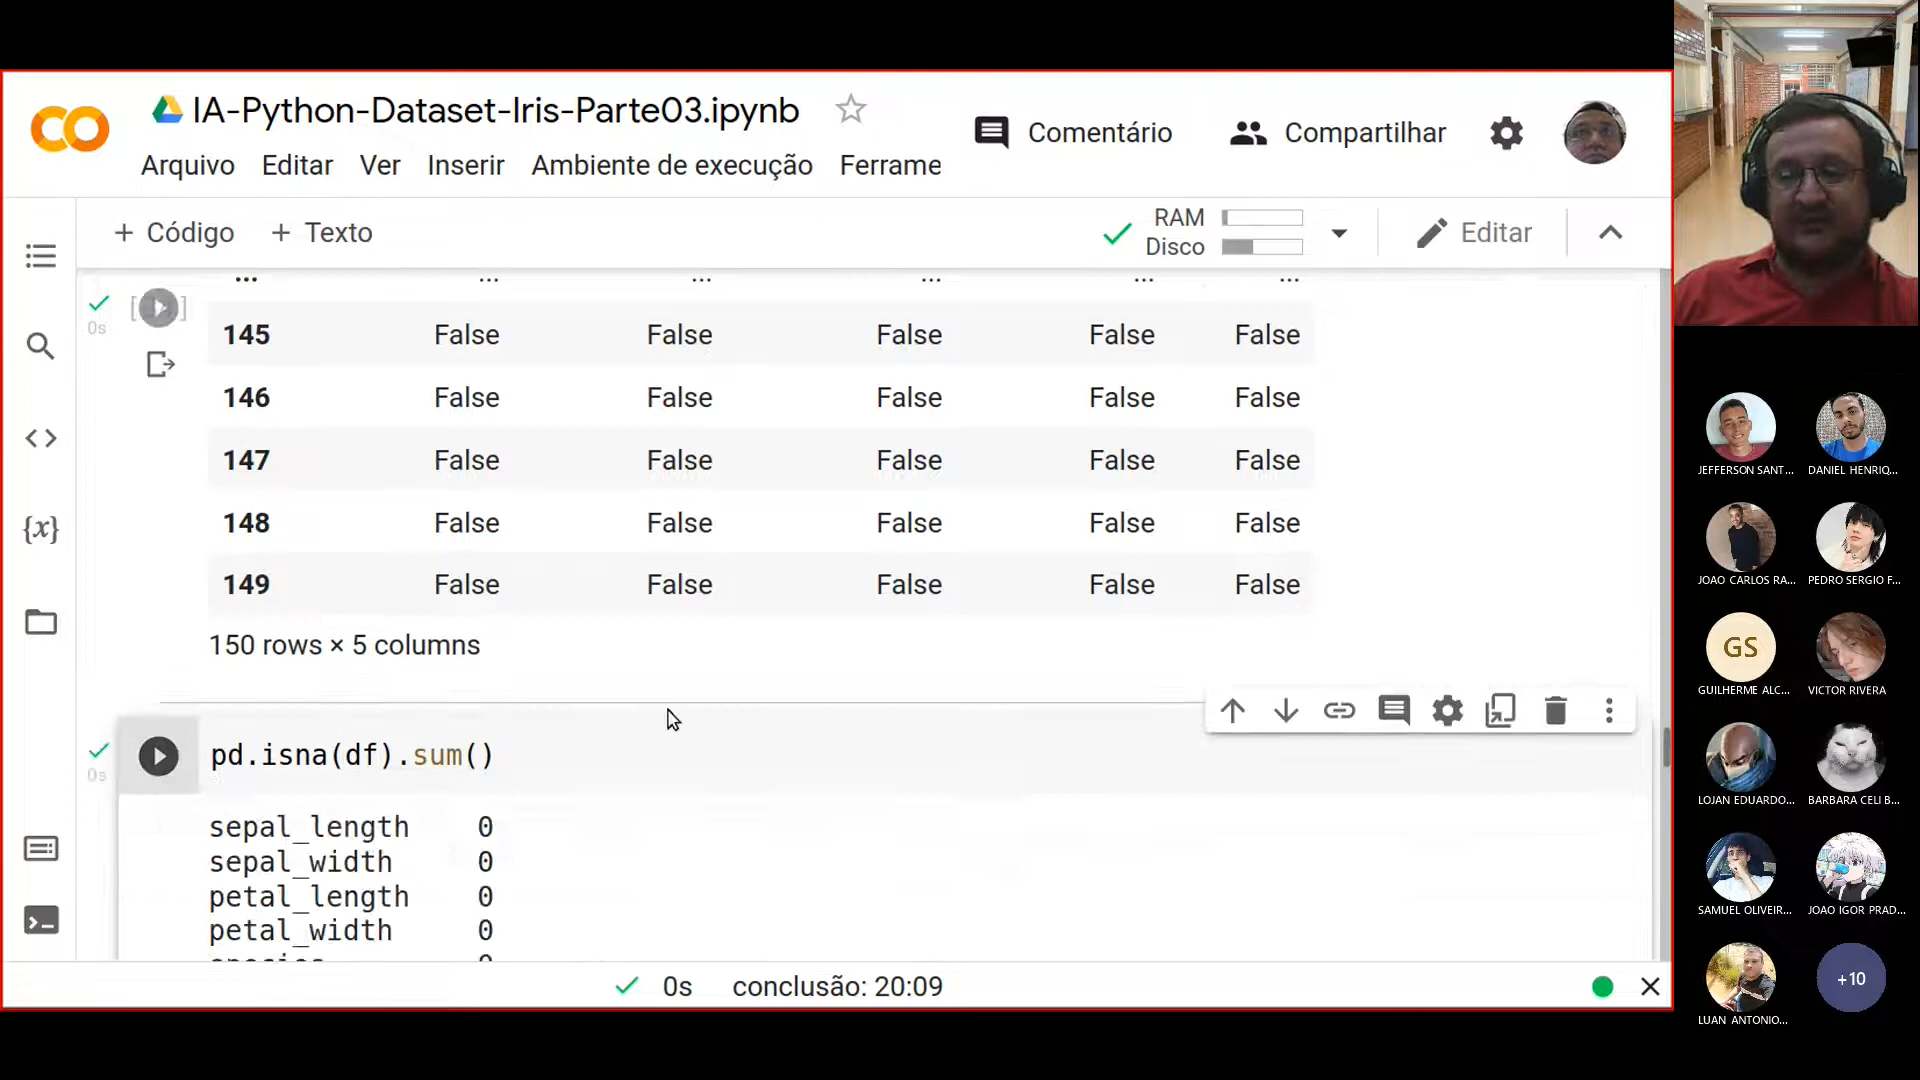 IA-Python-Dataset-Iris-Parte03.ipynb
Comentário
Compartilhar
Arquivo Editar Ver Inserir Ambiente de execução Ferrame
+ Código + Texto
RAM
Disco
Editar
... ... ... ... ... ...
0s
145 False False False False False
146 False False False False False
147 False False False False False
148 False False False False False
149 False False False False False
150 rows × 5 columns
pd.isna(df).sum()
0s
sepal_length 0
sepal_width 0
petal_length 0
petal_width 0
species 0
0s conclusão: 20:09
{x}
JEFFERSON SANT...
DANIEL HENRIQ...
JOAO CARLOS RA...
PEDRO SERGIO F...
GS
GUILHERME ALC...
VICTOR RIVERA
LOJAN EDUARDO...
BARBARA CELI B...
SAMUEL OLIVEIR...
JOAO IGOR PRAD...
LUAN ANTONIO...
+10